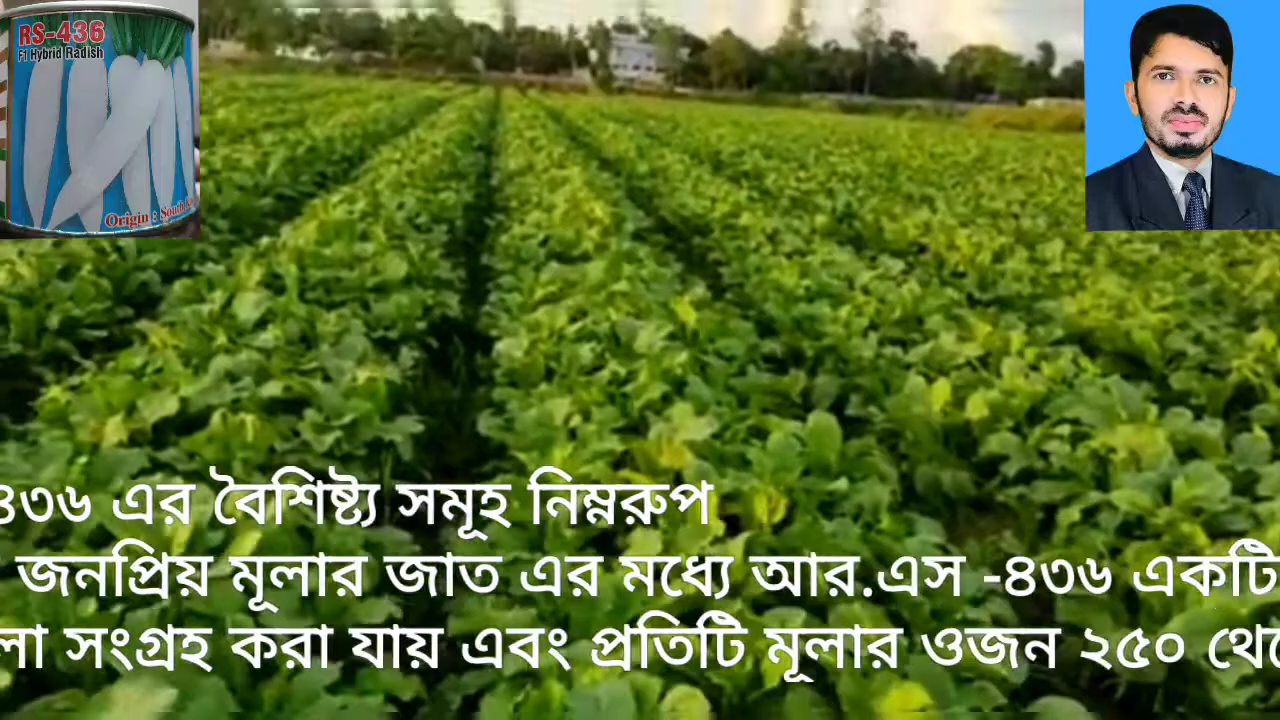 RS-436
F1 Hybrid Radish
Origin : South
৪৩৬ এর বৈশিষ্ট্য সমূহ নিম্নরুপ
জনপ্রিয় মূলার জাত এর মধ্যে আর.এস -৪৩৬ একটি
সংগ্রহ করা যায় এবং প্রতিটি মূলার ওজন ২৫০